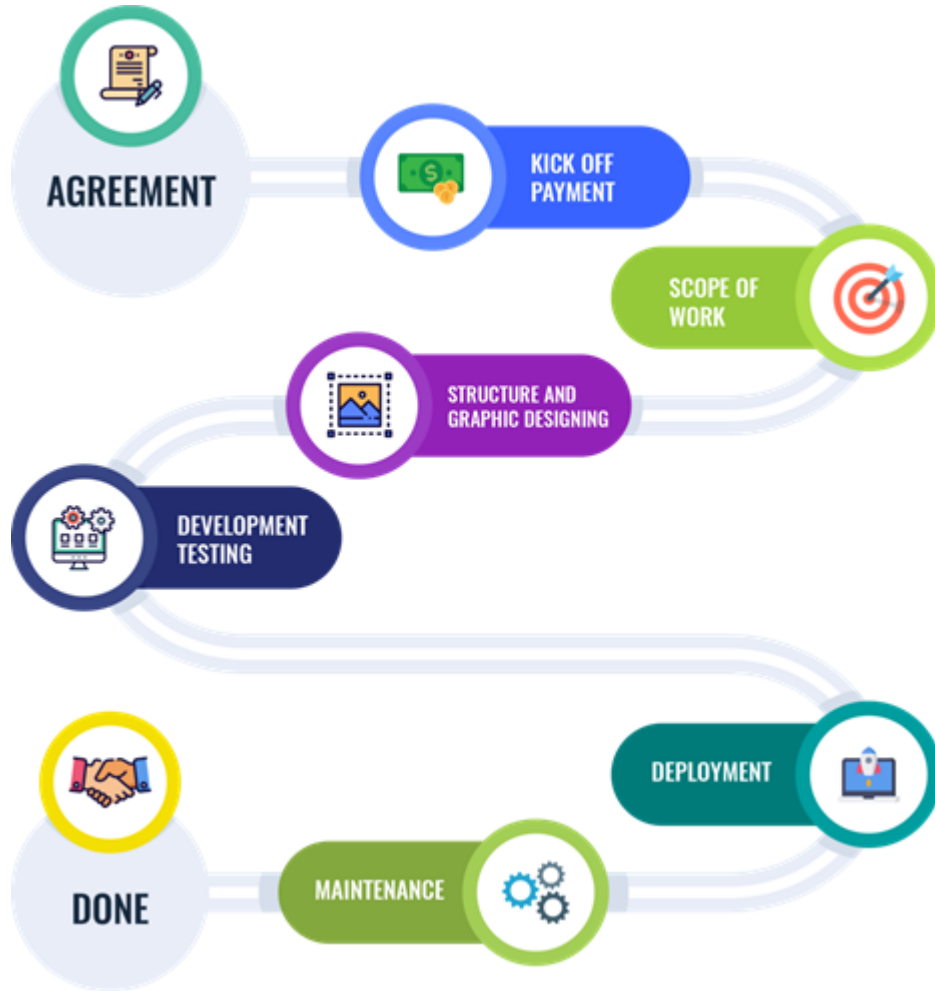 AGREEMENT
KICK OFF
PAYMENT
SCOPE OF
WORK
STRUCTURE AND
GRAPHIC DESIGNING
DEVELOPMENT
TESTING
DEPLOYMENT
MAINTENANCE
DONE